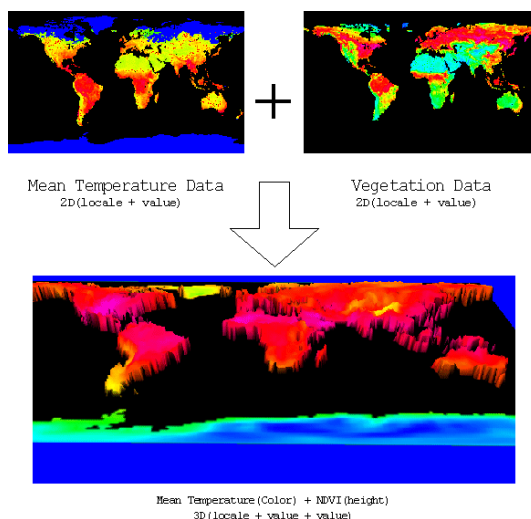 Mean Temperature Data
2D(locale + value)
Vegetation Data
2D(locale + value)
Mean Temperature(Color) + NDVI(height)
3D(locale + value + value)